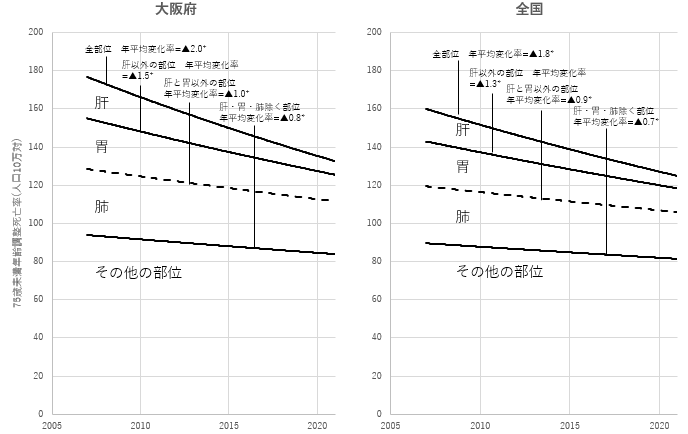 大阪府
全国
75歳未満年齢調整死亡率(人口10万対)
200
180
160
140
120
100
80
60
40
20
0
2005
2010
2015
2020
全部位　年平均変化率=▲2.0*
肝以外の部位　年平均変化率
=▲1.5*
肝と胃以外の部位
年平均変化率=▲1.0*
肝・胃・肺除く部位
年平均変化率=▲0.8*
肝
胃
肺
その他の部位
200
180
160
140
120
100
80
60
40
20
0
2005
2010
2015
2020
全部位　年平均変化率=▲1.8*
肝以外の部位　年平均変化率
=▲1.3*
肝と胃以外の部位
年平均変化率=▲0.9*
肝・胃・肺除く部位
年平均変化率=▲0.7*
肝
胃
肺
その他の部位